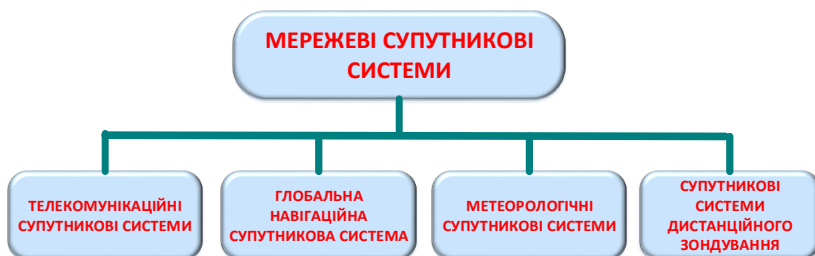 МЕРЕЖЕВІ СУПУТНИКОВІ
СИСТЕМИ
ТЕЛЕКОМУНІКАЦІЙНІ
СУПУТНИКОВІ СИСТЕМИ
ГЛОБАЛЬНА
НАВІГАЦІЙНА
СУПУТНИКОВА СИСТЕМА
МЕТЕОРОЛОГІЧНІ
СУПУТНИКОВІ СИСТЕМИ
СУПУТНИКОВІ
СИСТЕМИ
ДИСТАНЦІЙНОГО
ЗОНДУВАННЯ